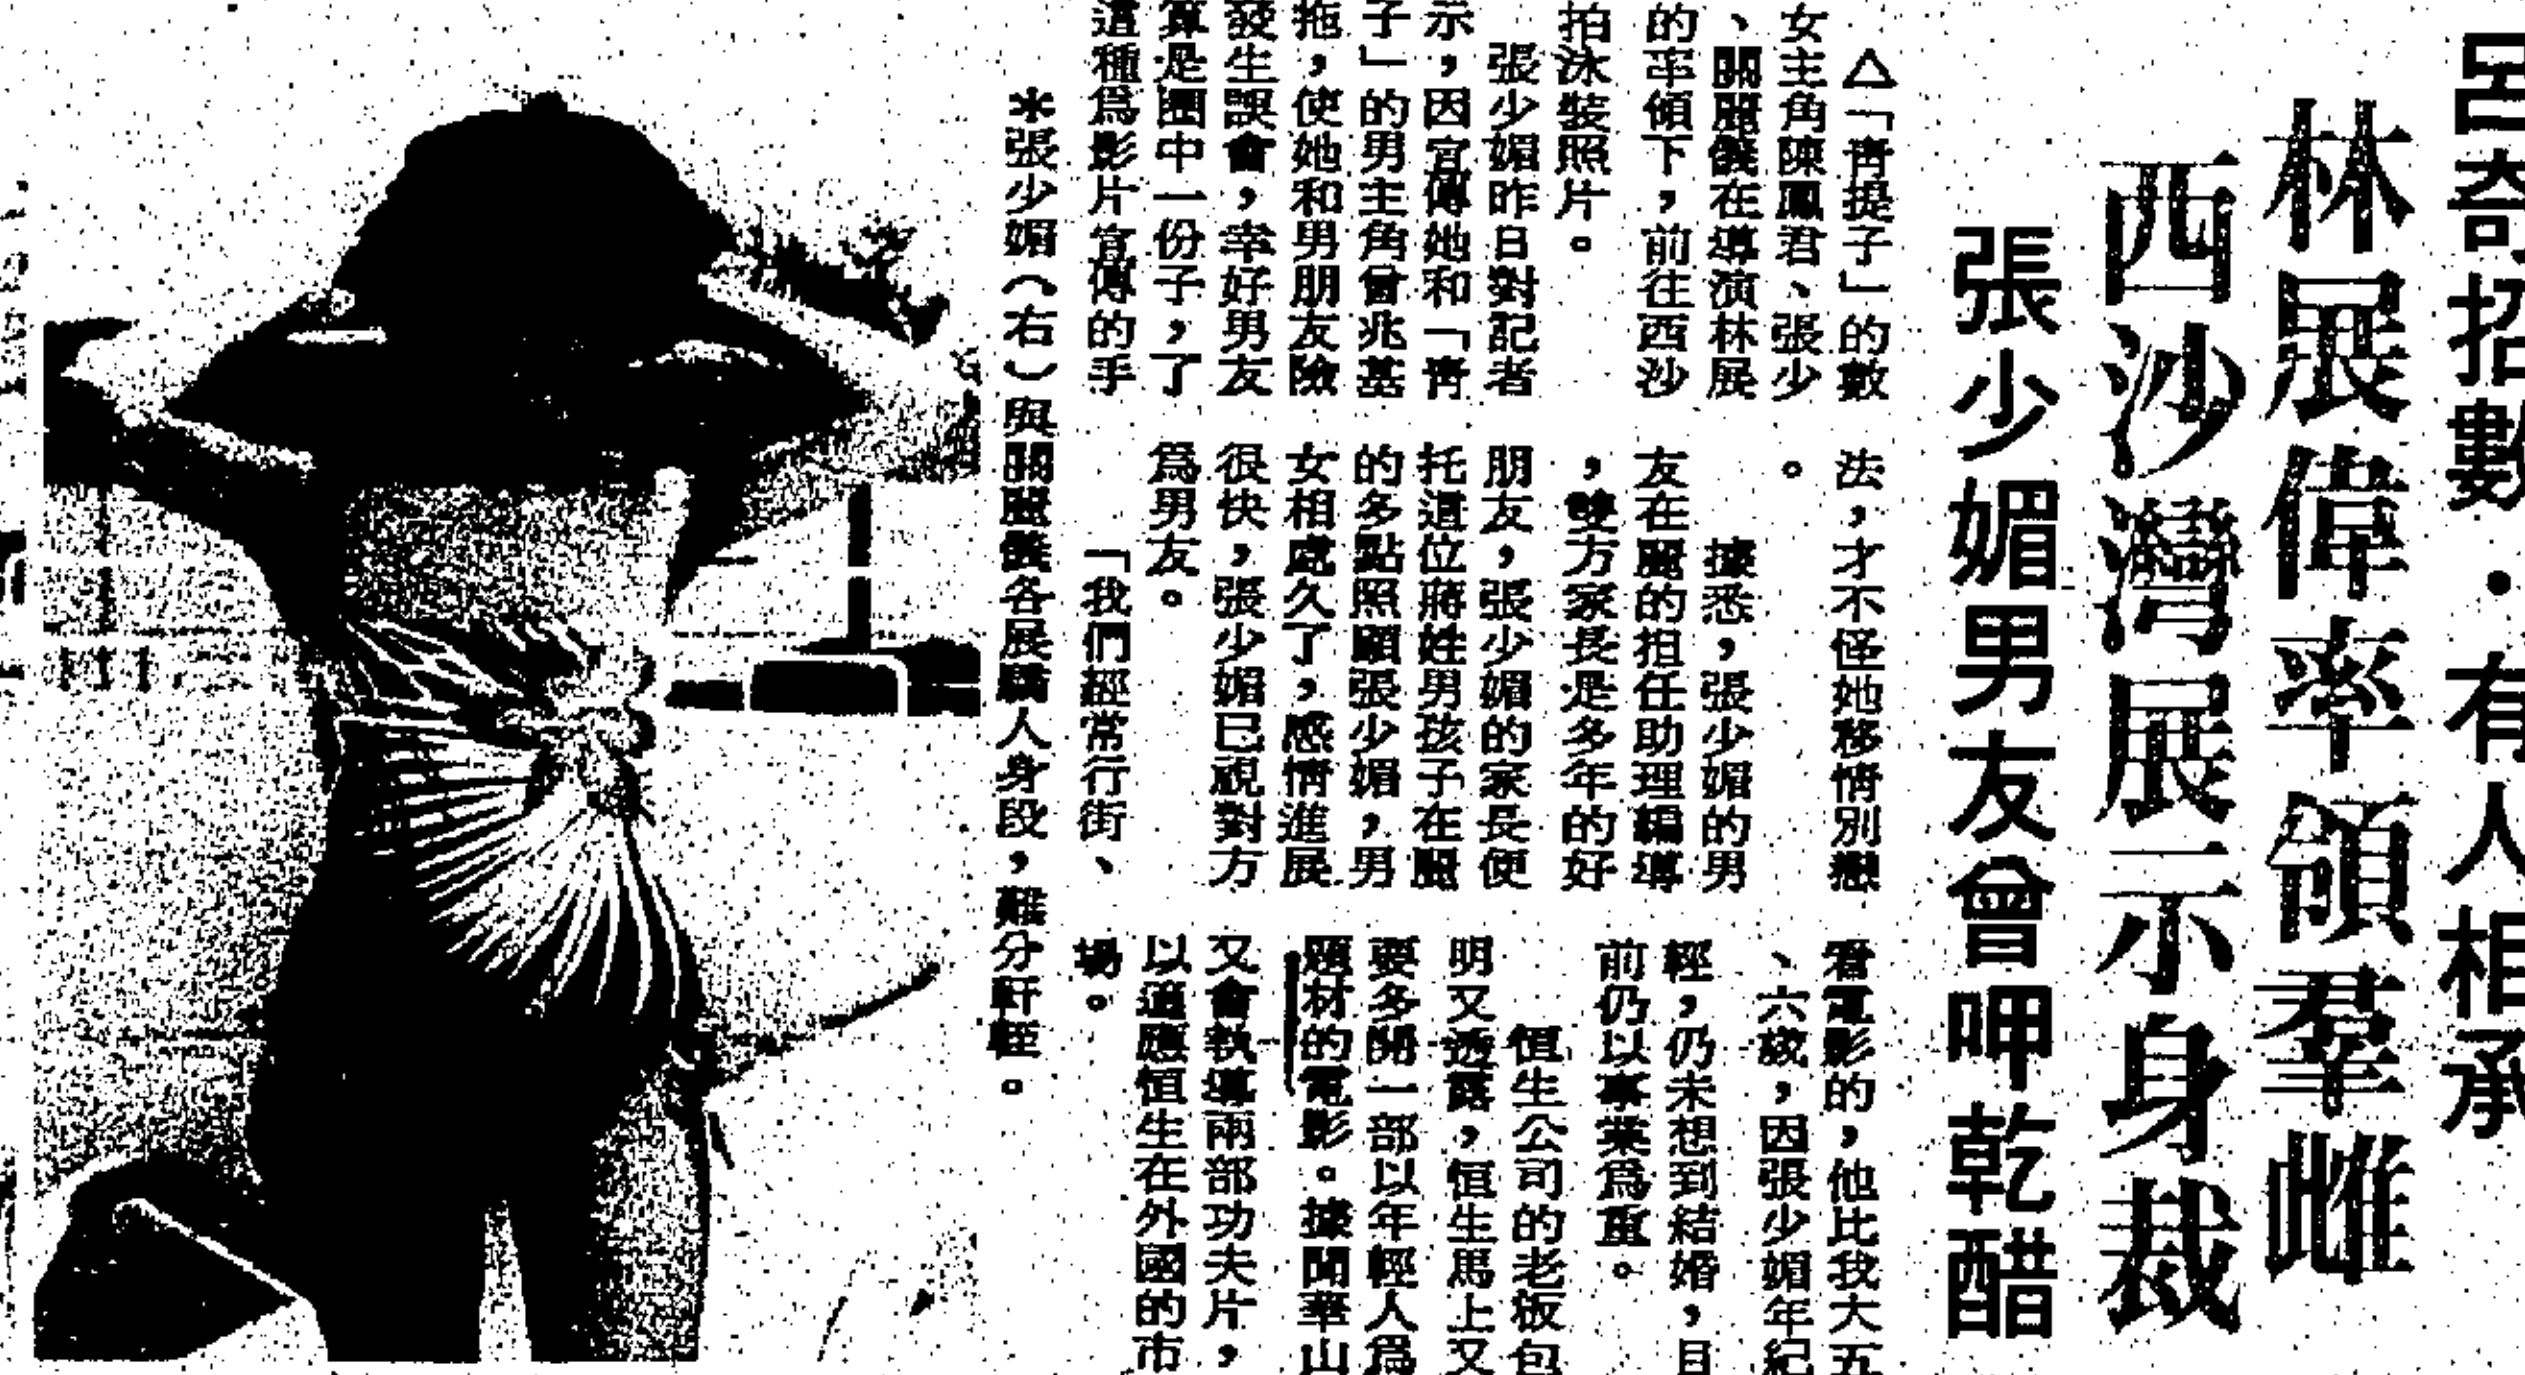 呂奇招數·有人相承
林展偉率領羣雌
西沙灣展示身裁
張少媚男友曾呷乾醋
△「青提子」的數
女主角陳鳳君、張少
、關麗儀在導演林展
的率傾下，前往西沙
拍泳裝照片。
張少媚昨日對記者
示，因宣傳她和「青
子」的男主角曾兆基
拖，使她和男朋友險
發生誤會，幸好男友
算是圈中一份子，了
這種爲影片宣傳的手
法，才不怪她移情別戀
。
據悉，張少媚的男
友在麗的担任助理編導
，雙方家長是多年的好
朋友，張少媚的家長便
托這位蔣姓男孩子在麗
的多點照顧張少媚，男
女相處久了，感情進展
很快，張少媚已視對方
爲男友。
「我們經常行街、
看電影的，他比我大五
、六歲，因張少媚年紀
輕，仍未想到結婚，目
前仍以事業爲重。
恒生公司的老板包
明又透露，恒生馬上又
要多開一部以年輕人爲
題材的電影。據聞華山
又會執導兩部功夫片，
以適應恒生在外國的市
場。
＊張少媚（右）與關麗儀各展驕人身段，難分軒輊。